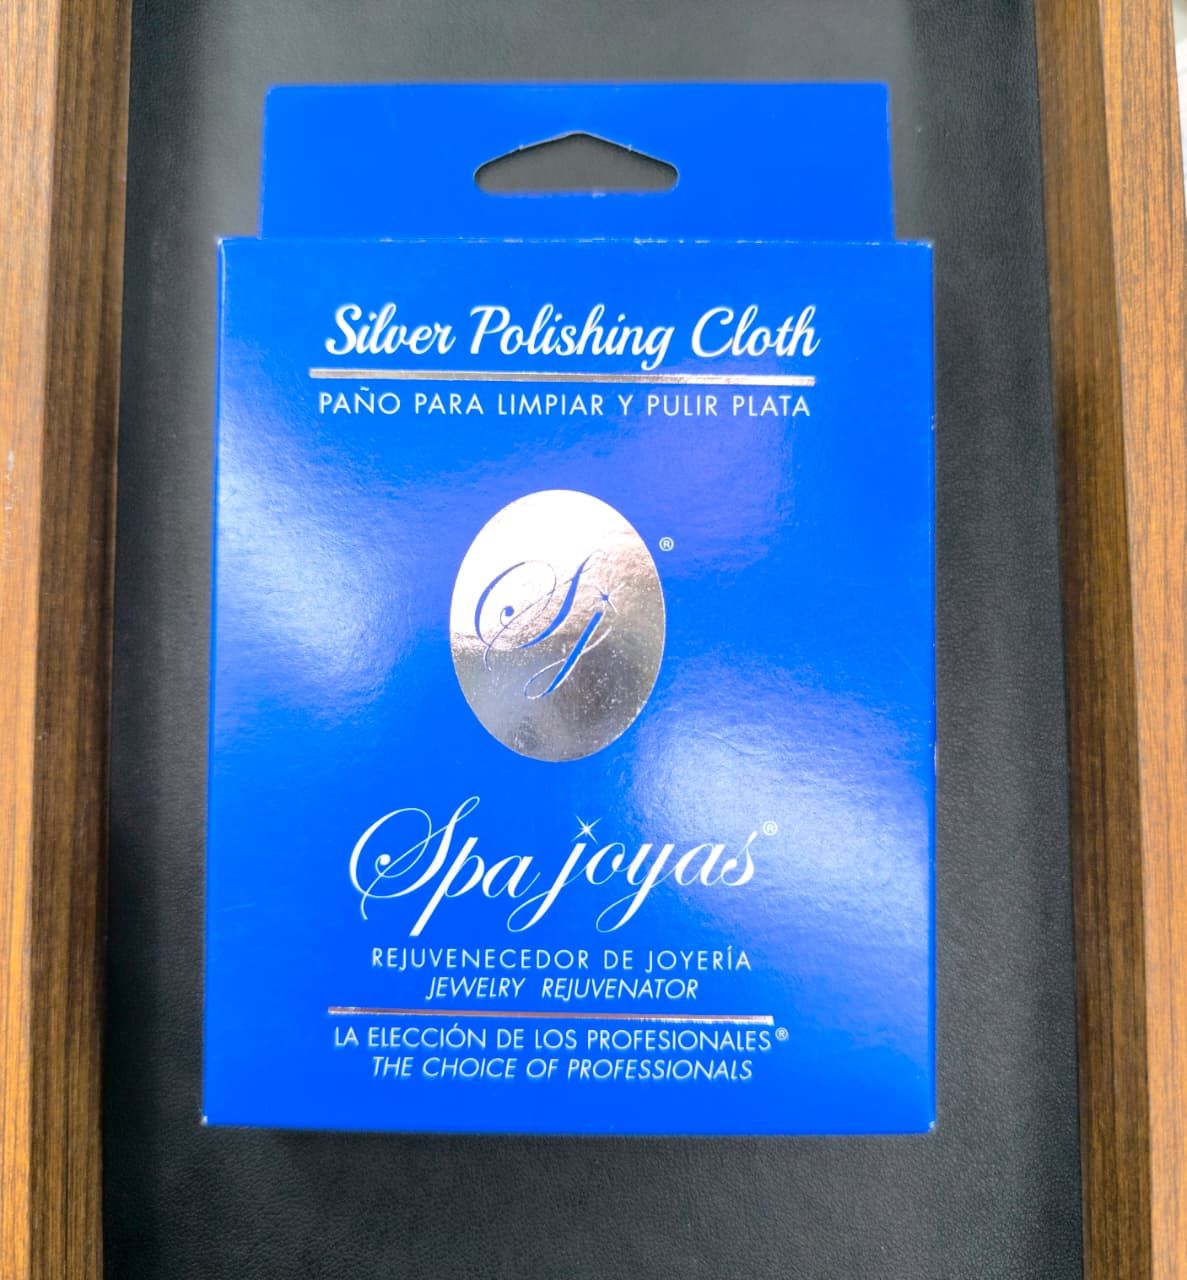 Silver Polishing Cloth
PAÑO PARA LIMPIAR Y PULIR PLATA
Sj®
Spa joyas®
REJUVENECEDOR DE JOYERÍA
JEWELRY REJUVENATOR
LA ELECCIÓN DE LOS PROFESIONALES®
THE CHOICE OF PROFESSIONALS